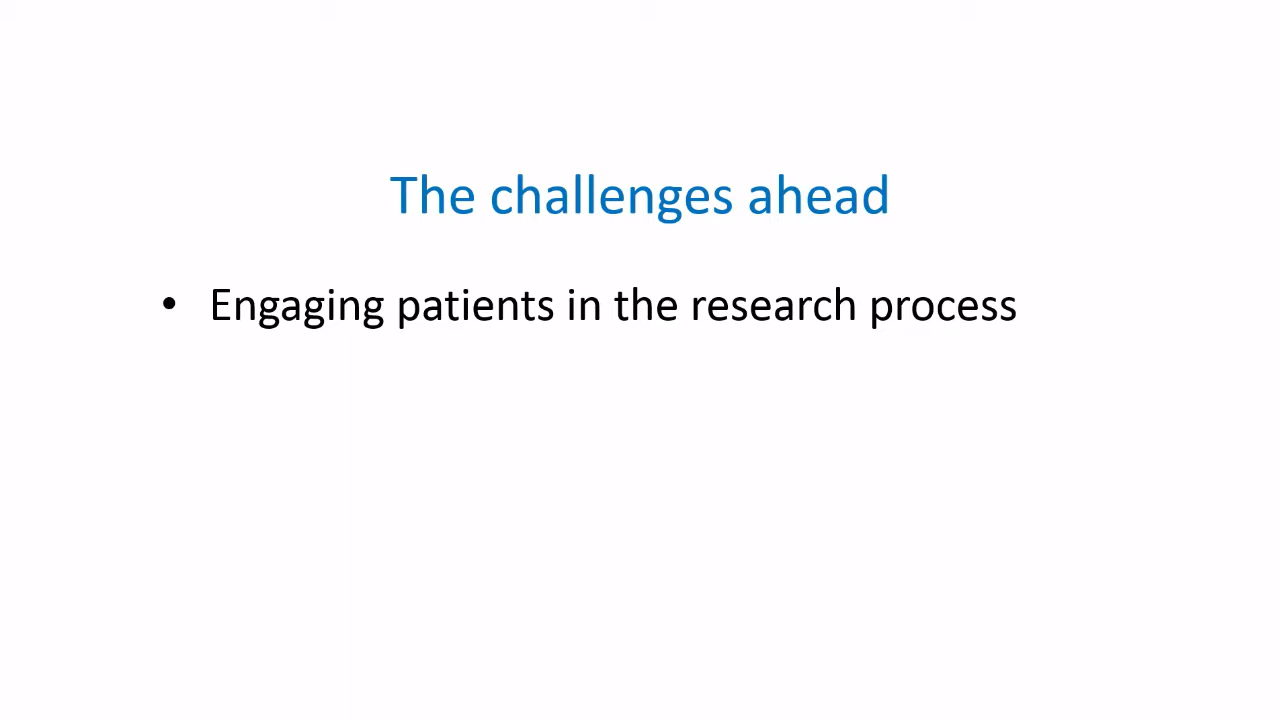 The challenges ahead
• Engaging patients in the research process